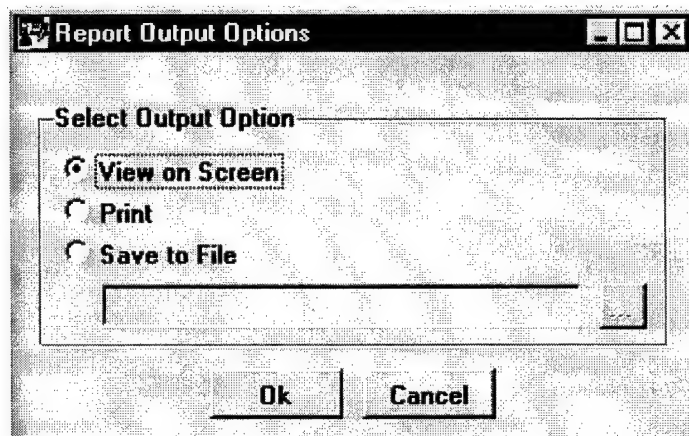 Report Output Options
Select Output Option
View on Screen
Print
Save to File
...
Ok
Cancel